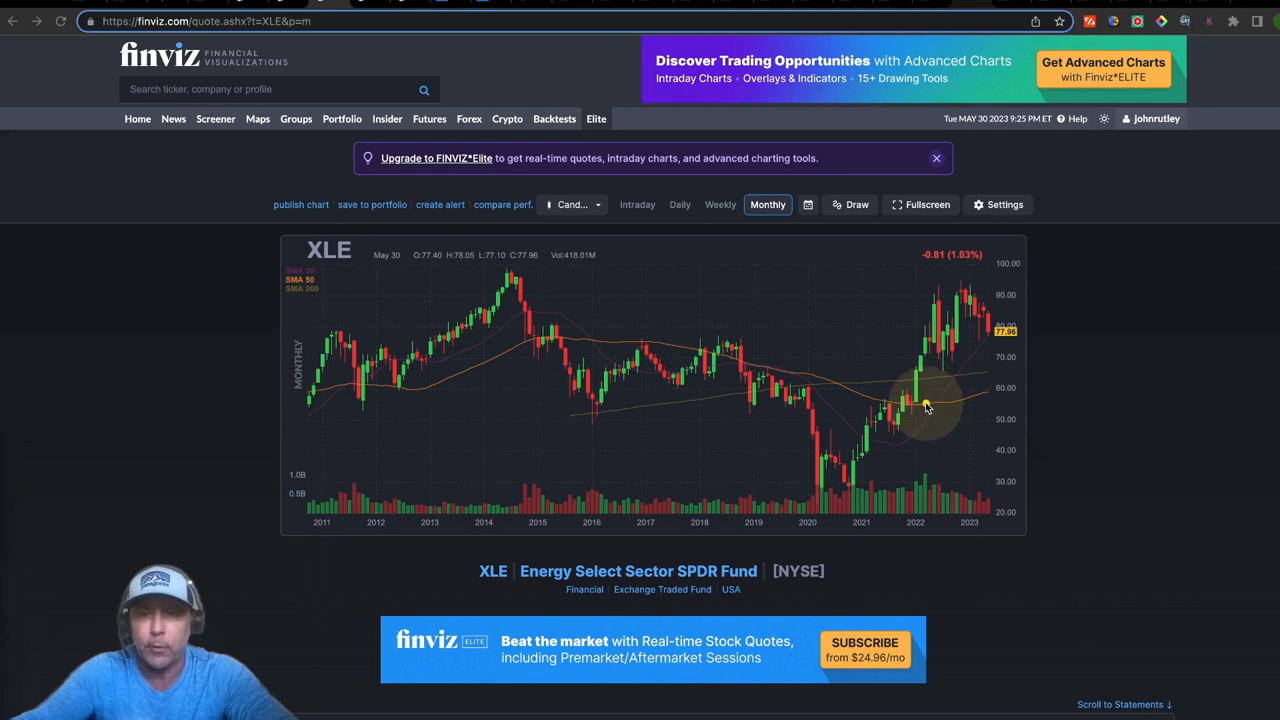 https://finviz.com/quote.ashx?t=XLE&p=m
finviz FINANCIAL VISUALIZATIONS
Discover Trading Opportunities with Advanced Charts
Intraday Charts • Overlays & Indicators • 15+ Drawing Tools
Get Advanced Charts
with Finviz*ELITE
Search ticker, company or profile
Home News Screener Maps Groups Portfolio Insider Futures Forex Crypto Backtests Elite
Tue MAY 30 2023 9:25 PM ET Help johnrutley
Upgrade to FINVIZ*Elite to get real-time quotes, intraday charts, and advanced charting tools.
publish chart save to portfolio create alert compare perf. Cand... Intraday Daily Weekly Monthly Draw Fullscreen Settings
XLE May 30 O:77.40 H:78.05 L:77.10 C:77.96 Vol:418.01M -0.81 (1.03%)
SMA 20
SMA 50
SMA 200
MONTHLY
100.00
90.00
80.00
77.96
70.00
60.00
50.00
40.00
30.00
20.00
1.0B
0.5B
2011 2012 2013 2014 2015 2016 2017 2018 2019 2020 2021 2022 2023
XLE | Energy Select Sector SPDR Fund | [NYSE]
Financial | Exchange Traded Fund | USA
finviz ELITE
Beat the market with Real-time Stock Quotes,
including Premarket/Aftermarket Sessions
SUBSCRIBE
from $24.96/mo
Scroll to Statements ↓